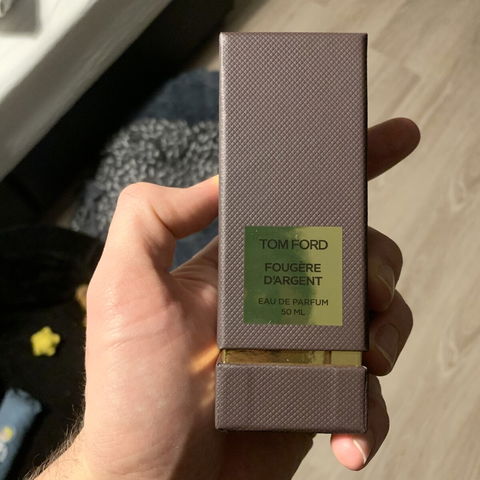 TOM FORD
FOUGÈRE
D'ARGENT
EAU DE PARFUM
50 ML